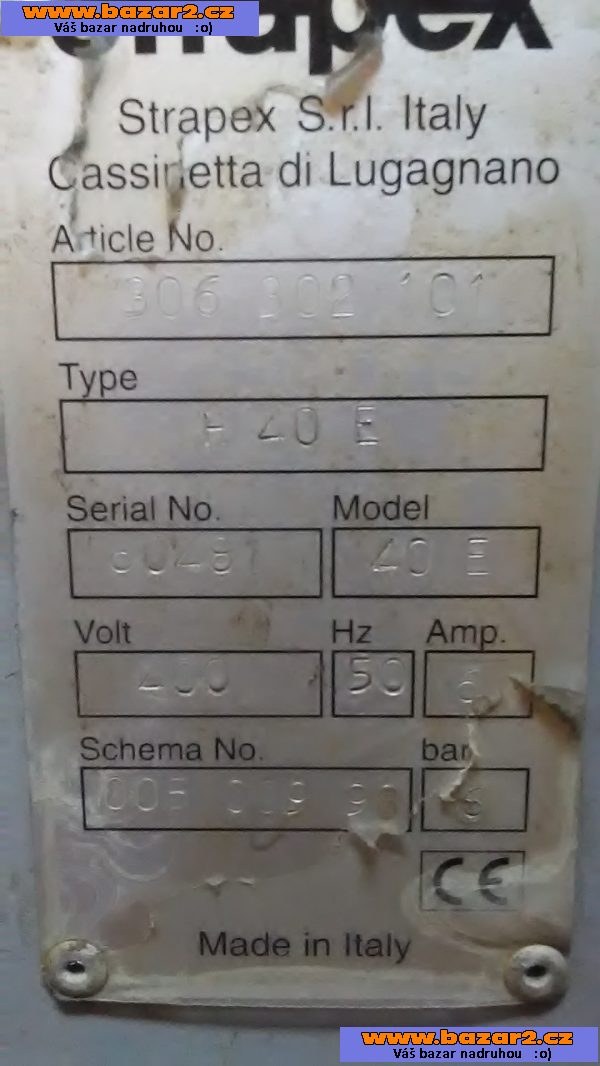 www.bazar2.cz
Váš bazar nadruhou :o)
Strapex
Strapex S.r.l. Italy
Cassinetta di Lugagnano
Article No.
306 302 101
Type
H 40 E
Serial No. Model
40 E
Volt Hz Amp.
400 50
Schema No. bar
6
CE
Made in Italy
www.bazar2.cz
Váš bazar nadruhou :o)